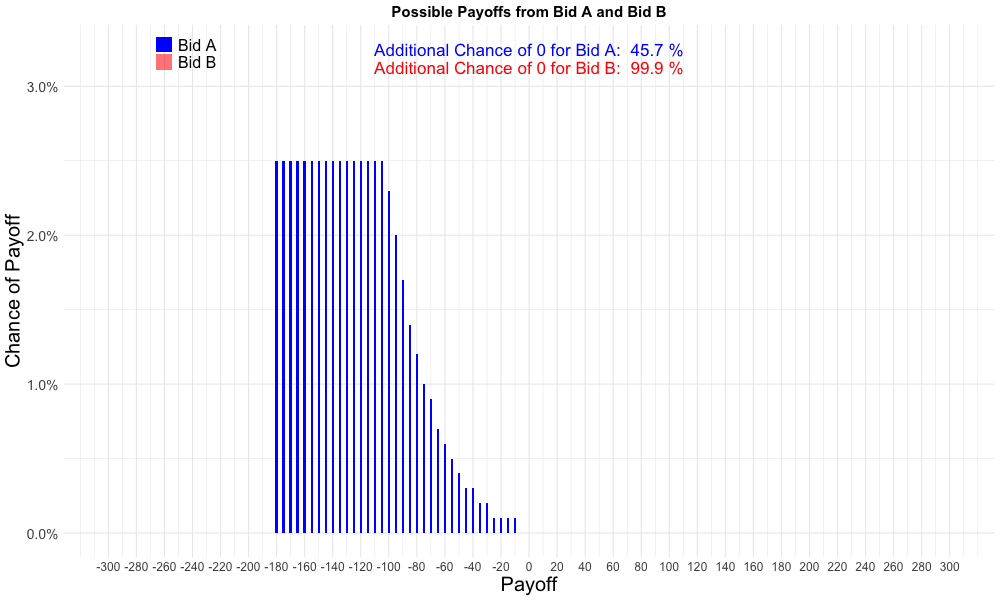 Possible Payoffs from Bid A and Bid B
Bid A
Bid B
Additional Chance of 0 for Bid A: 45.7 %
Additional Chance of 0 for Bid B: 99.9 %
Chance of Payoff
3.0%
2.0%
1.0%
0.0%
-300 -280 -260 -240 -220 -200 -180 -160 -140 -120 -100 -80 -60 -40 -20 0 20 40 60 80 100 120 140 160 180 200 220 240 260 280 300
Payoff